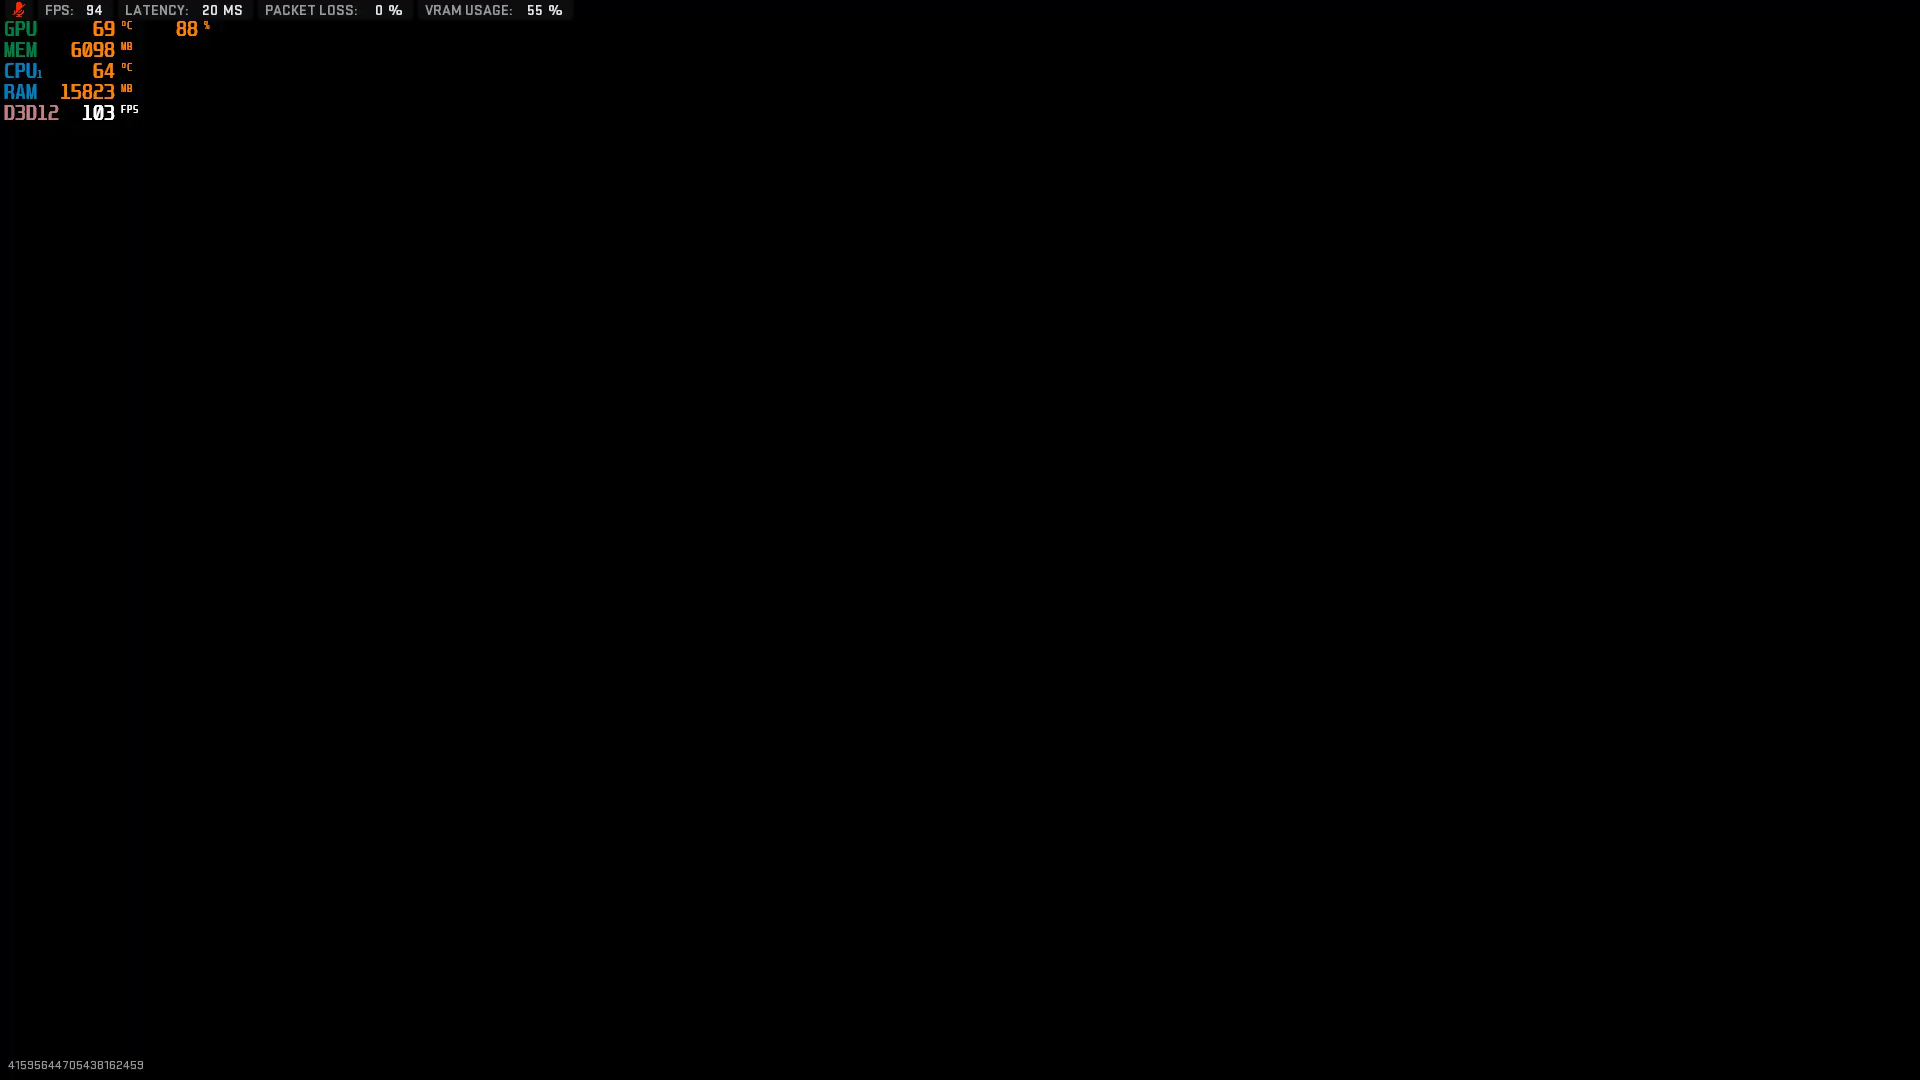 FPS: 94 LATENCY: 20 MS PACKET LOSS: 0 % VRAM USAGE: 55 %
GPU 69 °C 88 %
MEM 6098 MB
CPU1 64 °C
RAM 15823 MB
D3D12 103 FPS
41595644705438162459